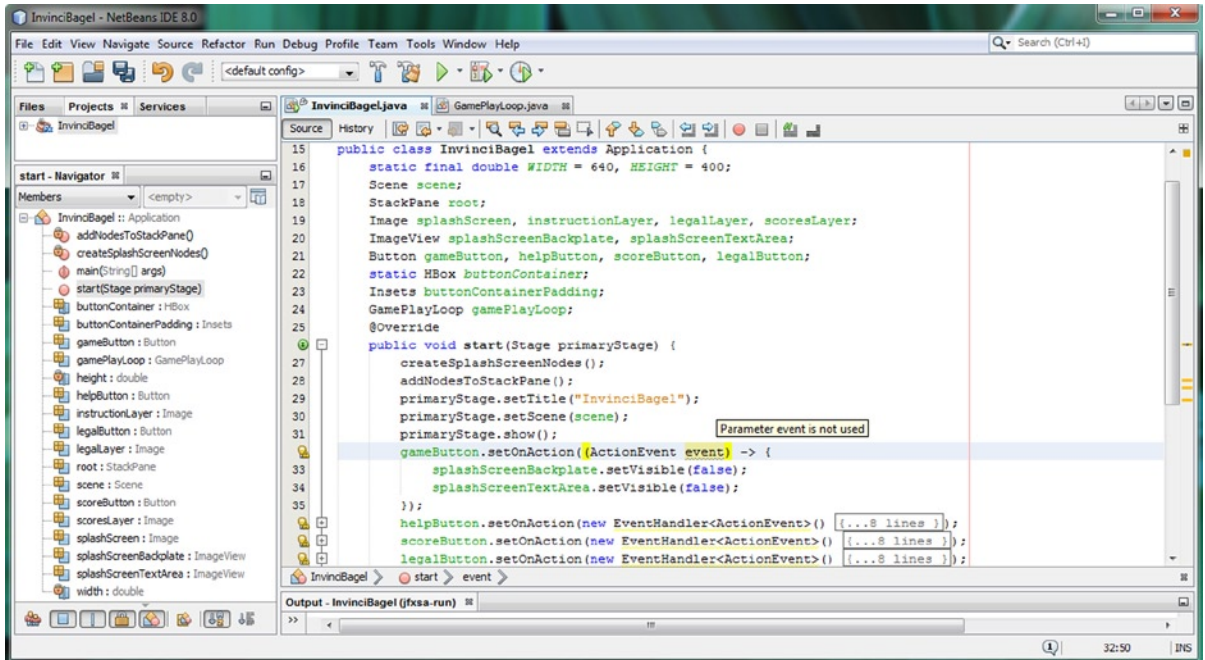 InvinciBagel - NetBeans IDE 8.0
File Edit View Navigate Source Refactor Run Debug Profile Team Tools Window Help
Search (Ctrl+I)
<default config>
Files Projects Services
InvinciBagel
start - Navigator
Members <empty>
InvinciBagel :: Application
addNodesToStackPane()
createSplashScreenNodes()
main(String[] args)
start(Stage primaryStage)
buttonContainer : HBox
buttonContainerPadding : Insets
gameButton : Button
gamePlayLoop : GamePlayLoop
height : double
helpButton : Button
instructionLayer : Image
legalButton : Button
legalLayer : Image
root : StackPane
scene : Scene
scoreButton : Button
scoresLayer : Image
splashScreen : Image
splashScreenBackplate : ImageView
splashScreenTextArea : ImageView
width : double
InvinciBagel.java GamePlayLoop.java
Source History
15 public class InvinciBagel extends Application {
16 static final double WIDTH = 640, HEIGHT = 400;
17 Scene scene;
18 StackPane root;
19 Image splashScreen, instructionLayer, legalLayer, scoresLayer;
20 ImageView splashScreenBackplate, splashScreenTextArea;
21 Button gameButton, helpButton, scoreButton, legalButton;
22 static HBox buttonContainer;
23 Insets buttonContainerPadding;
24 GamePlayLoop gamePlayLoop;
25 @Override
public void start(Stage primaryStage) {
27 createSplashScreenNodes();
28 addNodesToStackPane();
29 primaryStage.setTitle("InvinciBagel");
30 primaryStage.setScene(scene);
31 primaryStage.show();
Parameter event is not used
gameButton.setOnAction((ActionEvent event) -> {
33 splashScreenBackplate.setVisible(false);
34 splashScreenTextArea.setVisible(false);
35 });
helpButton.setOnAction(new EventHandler<ActionEvent>() {...8 lines });
scoreButton.setOnAction(new EventHandler<ActionEvent>() {...8 lines });
legalButton.setOnAction(new EventHandler<ActionEvent>() {...8 lines });
InvinciBagel start event
Output - InvinciBagel (jfxsa-run)
32:50 INS